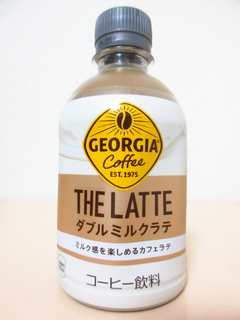 GEORGIA
Coffee
EST. 1975
THE LATTE
ダブルミルクラテ
ミルク感を楽しめるカフェラテ
コーヒー飲料